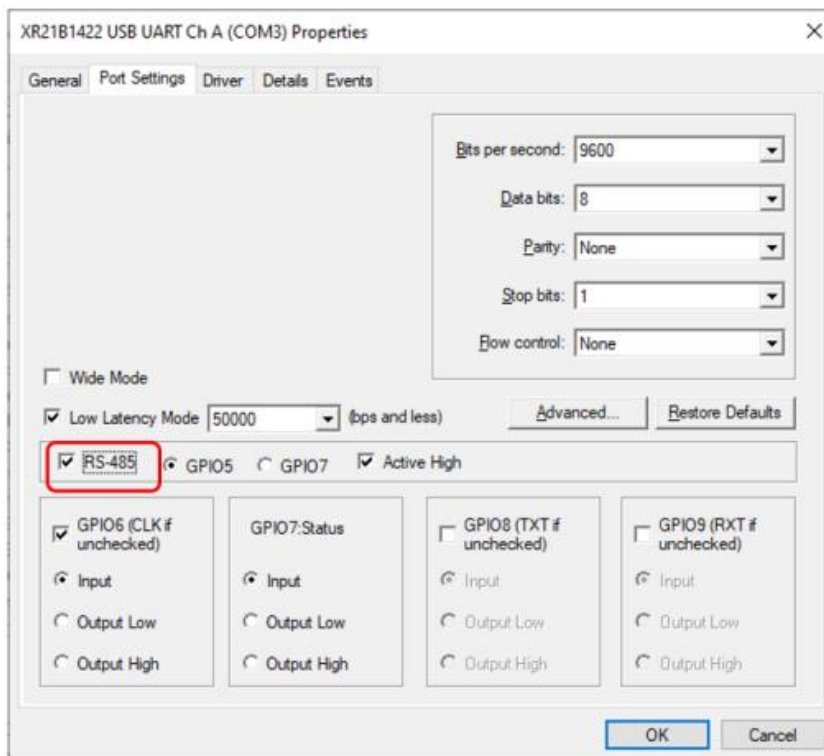 XR21B1422 USB UART Ch A (COM3) Properties
General Port Settings Driver Details Events
Bits per second: 9600
Data bits: 8
Parity: None
Stop bits: 1
Flow control: None
Wide Mode
Low Latency Mode 50000 (bps and less) Advanced... Restore Defaults
RS-485 GPIO5 GPIO7 Active High
GPIO6 (CLK if
unchecked)
Input
Output Low
Output High
GPIO7:Status
Input
Output Low
Output High
GPIO8 (TXT if
unchecked)
Input
Output Low
Output High
GPIO9 (RXT if
unchecked)
Input
Output Low
Output High
OK Cancel